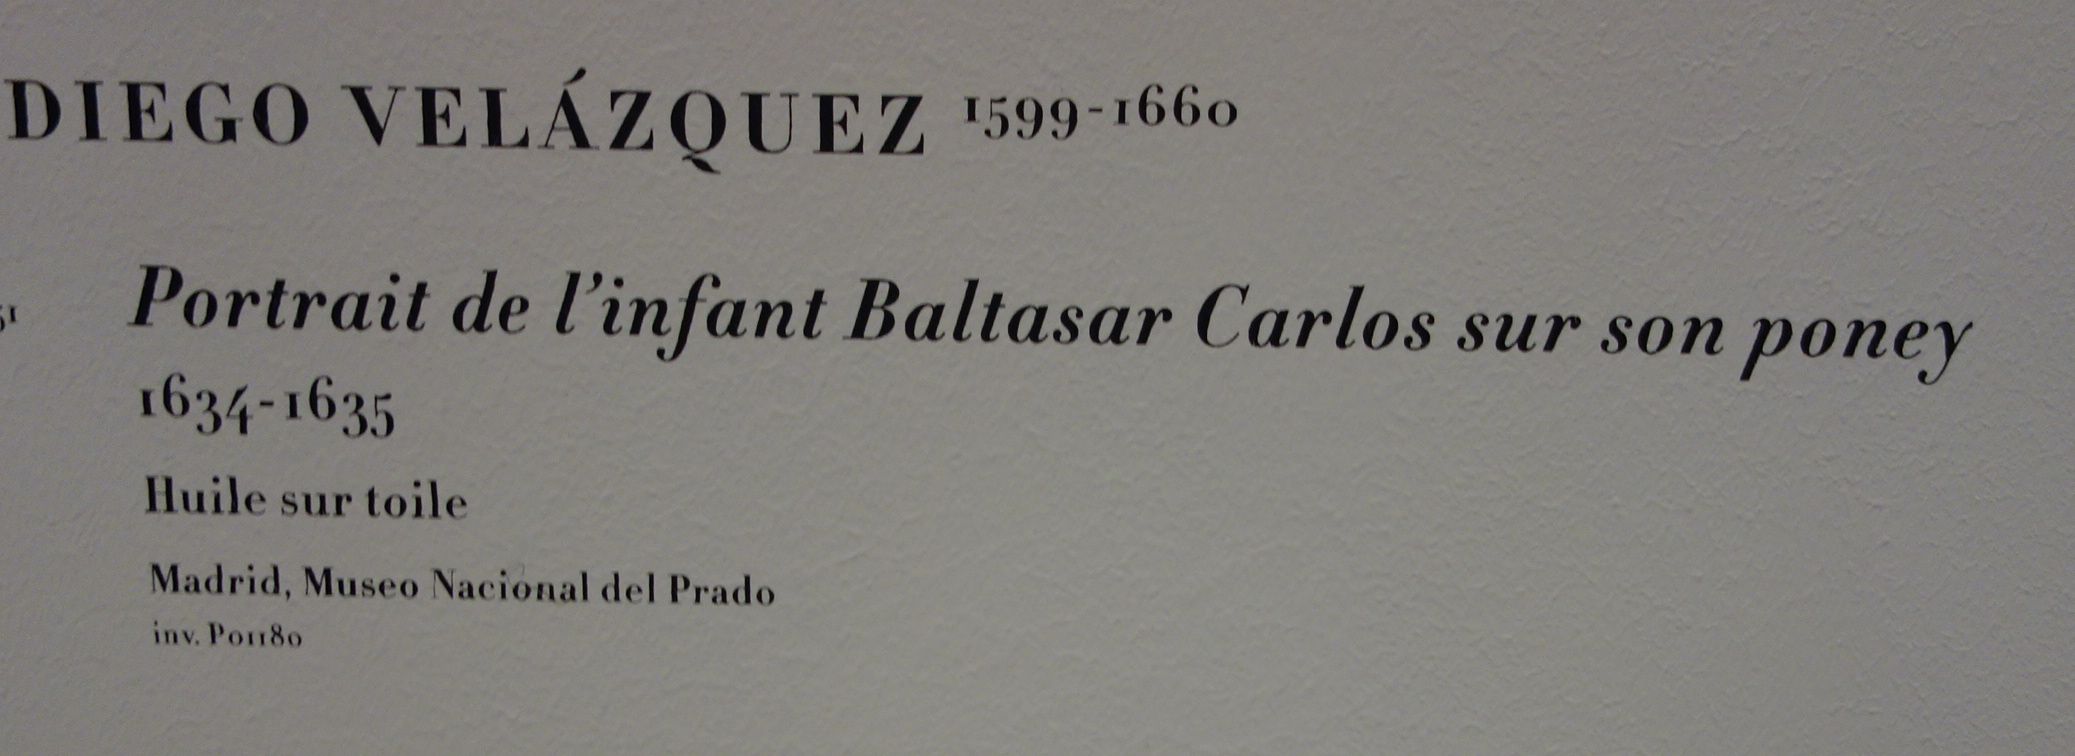 DIEGO VELÁZQUEZ 1599-1660
51 Portrait de l'infant Baltasar Carlos sur son poney
1634-1635
Huile sur toile
Madrid, Museo Nacional del Prado
inv. P01180